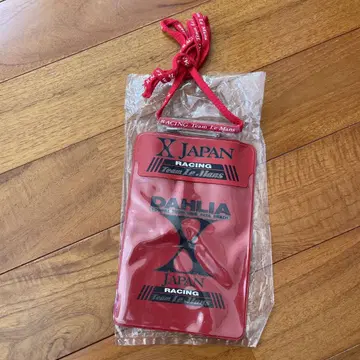 RACING Team Le Mans
X JAPAN
RACING
Team Le Mans
DAHLIA
X
JAPAN
RACING
Team Le Mans